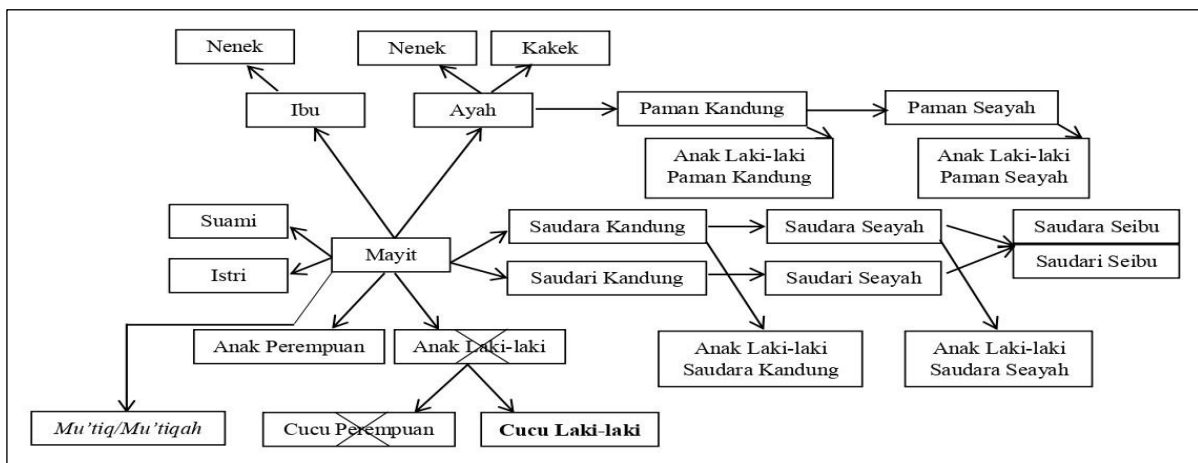 Nenek
Nenek
Kakek
Ibu
Ayah
Paman Kandung
Paman Seayah
Anak Laki-laki
Paman Kandung
Anak Laki-laki
Paman Seayah
Suami
Mayit
Istri
Saudara Kandung
Saudara Seayah
Saudara Seibu
Saudari Kandung
Saudari Seayah
Saudari Seibu
Anak Perempuan
Anak Laki-laki
Anak Laki-laki
Saudara Kandung
Anak Laki-laki
Saudara Seayah
Mu'tiq/Mu'tiqah
Cucu Perempuan
Cucu Laki-laki